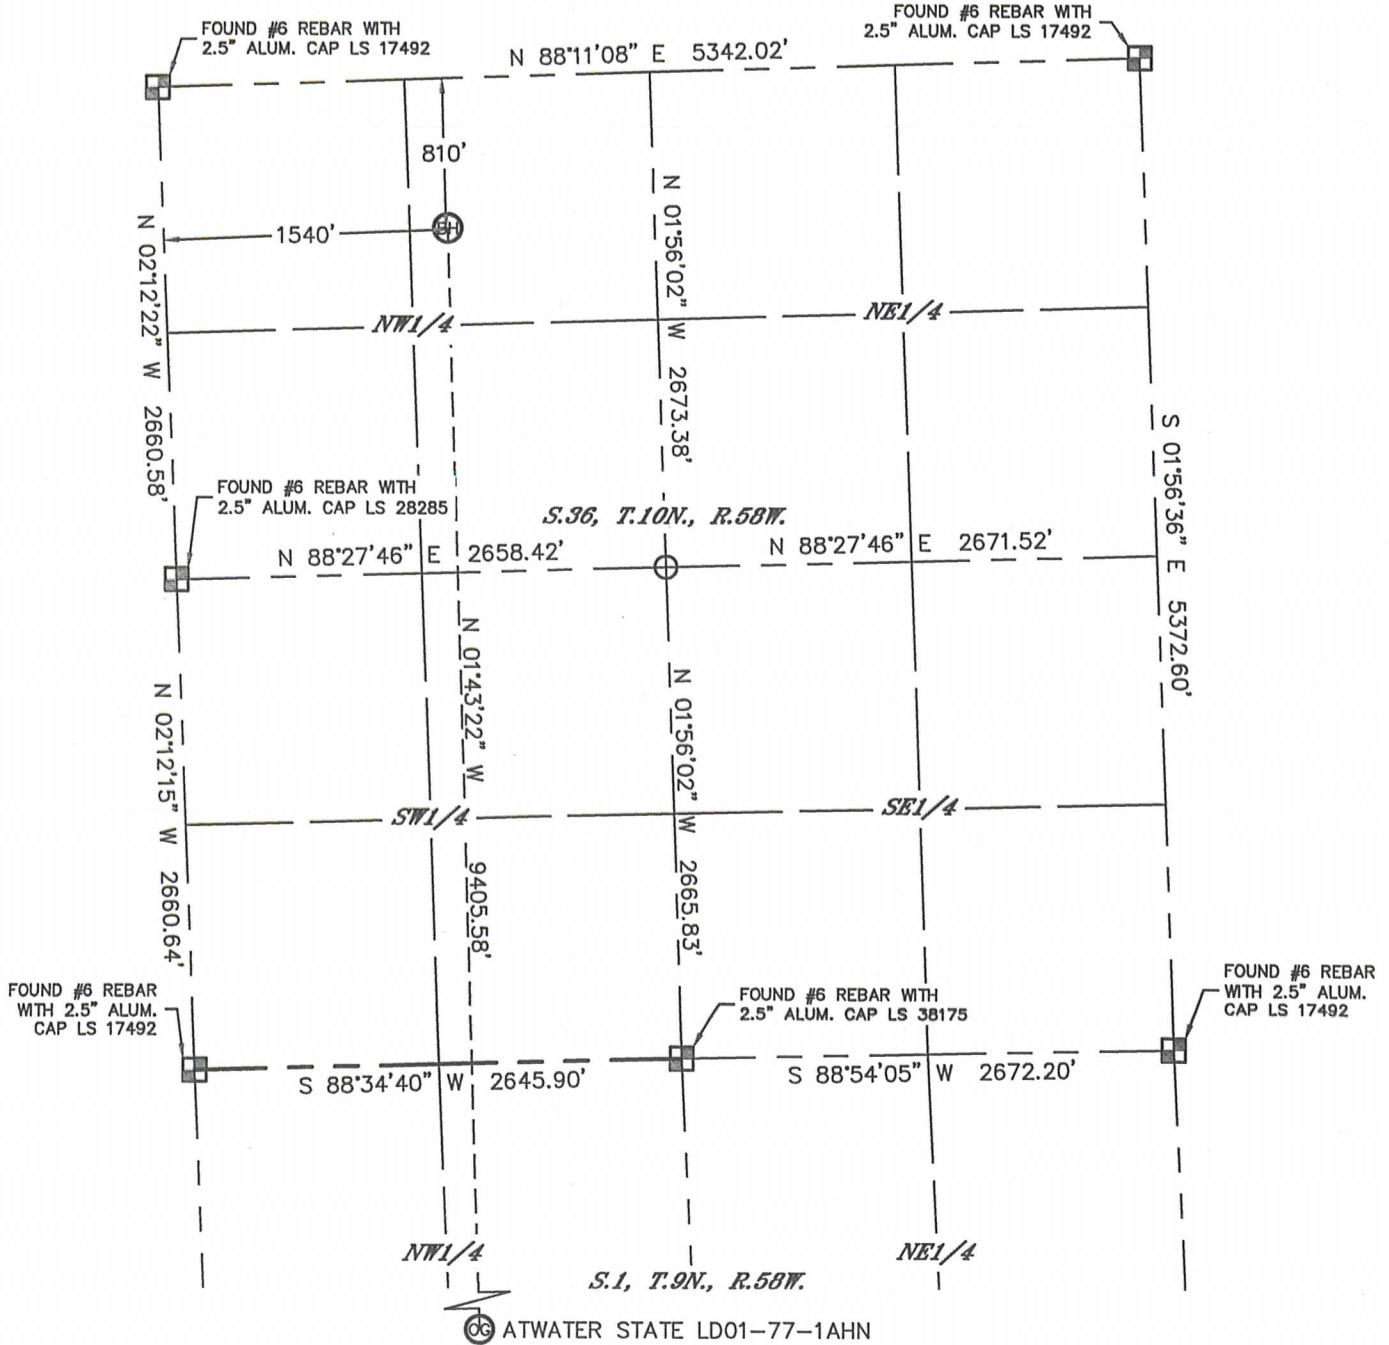 FOUND #6 REBAR WITH
2.5" ALUM. CAP LS 17492
FOUND #6 REBAR WITH
2.5" ALUM. CAP LS 17492
N 88°11'08" E 5342.02'
810'
1540'
BH
N 02°12'22" W 2660.58'
N 01°56'02" W 2673.38'
NW1/4
NE1/4
S 01°56'36" E 5372.60'
FOUND #6 REBAR WITH
2.5" ALUM. CAP LS 28285
S.36, T.10N., R.58W.
N 88°27'46" E 2658.42'
N 88°27'46" E 2671.52'
N 02°12'15" W 2660.64'
N 01°43'22" W 9405.58'
N 01°56'02" W 2665.83'
SW1/4
SE1/4
FOUND #6 REBAR
WITH 2.5" ALUM.
CAP LS 17492
FOUND #6 REBAR WITH
2.5" ALUM. CAP LS 38175
FOUND #6 REBAR
WITH 2.5" ALUM.
CAP LS 17492
S 88°34'40" W 2645.90'
S 88°54'05" W 2672.20'
NW1/4
NE1/4
S.1, T.9N., R.58W.
OG ATWATER STATE LD01-77-1AHN